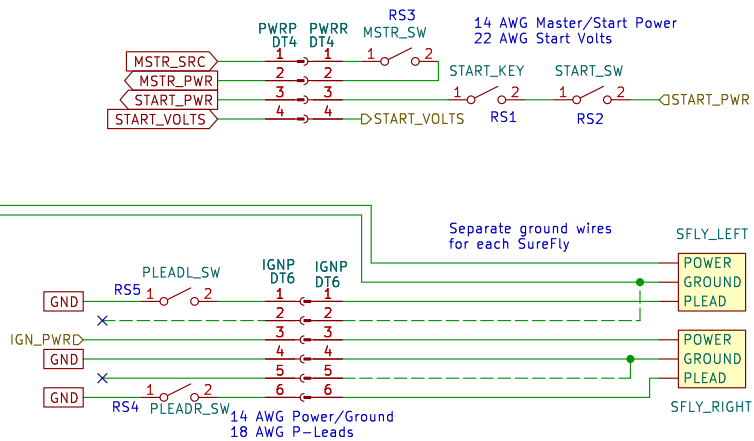 RS3
PWRP PWRR
DT4 DT4
MSTR_SW
14 AWG Master/Start Power
22 AWG Start Volts
MSTR_SRC 1 1 1 2
MSTR_PWR 2 2
START_KEY START_SW
START_PWR 3 3 1 2 1 2 START_PWR
RS1 RS2
START_VOLTS 4 4 START_VOLTS
Separate ground wires
for each SureFly
SFLY_LEFT
IGNP IGNP
DT6 DT6
POWER
PLEADL_SW
GROUND
RS5
GND 1 2 1 1 PLEAD
2 2
IGN_PWR 3 3 POWER
GND 4 4 GROUND
5 5 PLEAD
GND 1 2 6 6
RS4 PLEADR_SW
SFLY_RIGHT
14 AWG Power/Ground
18 AWG P-Leads